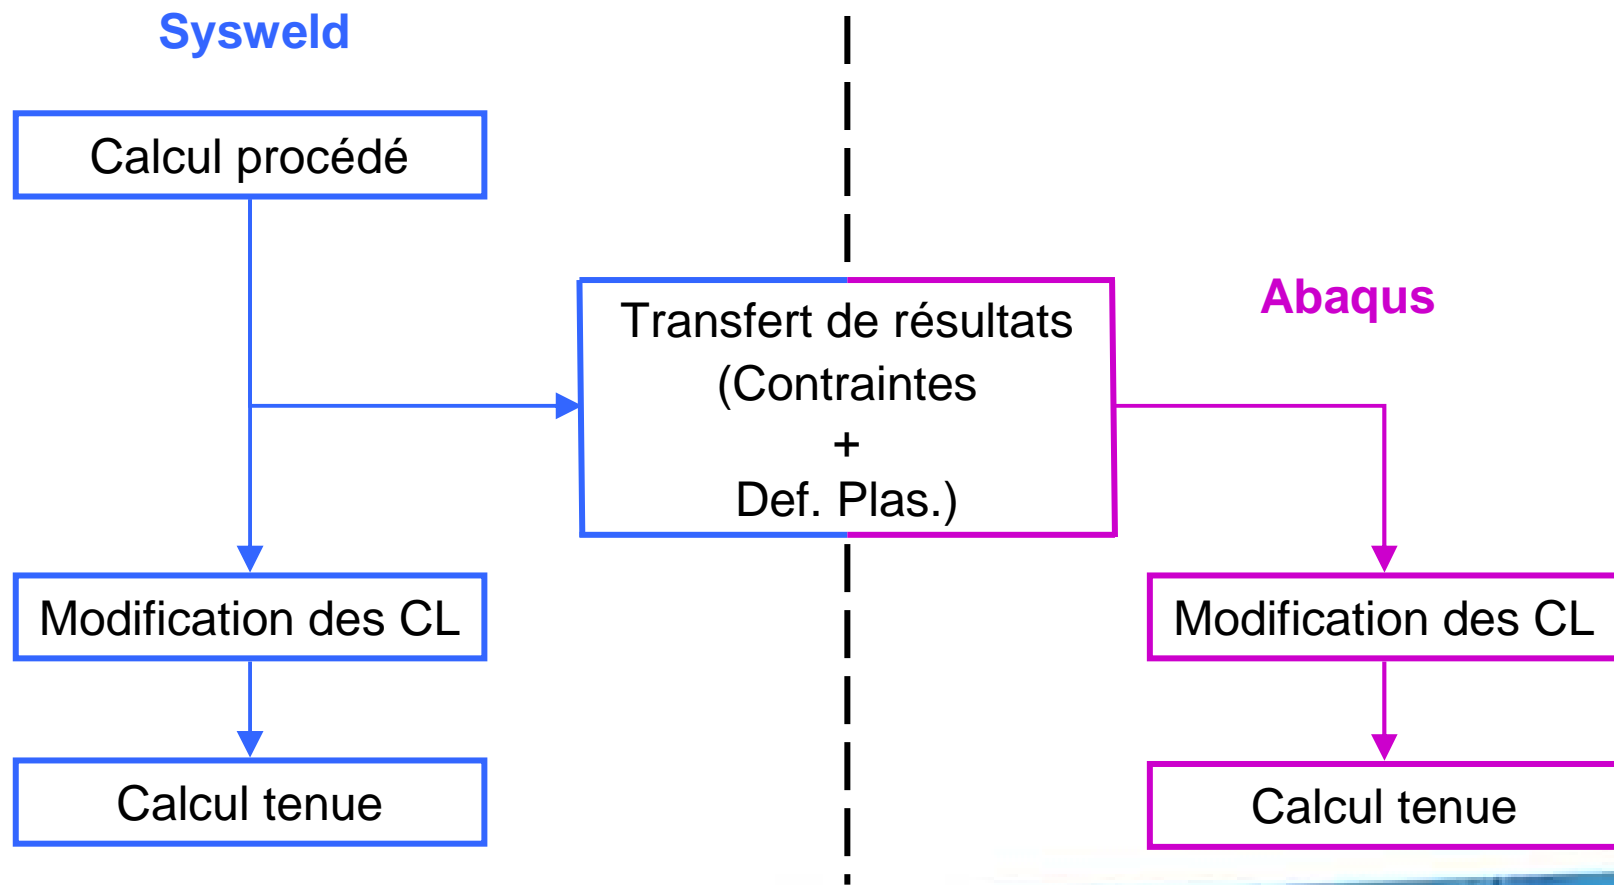 Sysweld
Calcul procédé
Transfert de résultats
(Contraintes
+
Def. Plas.)
Abaqus
Modification des CL
Modification des CL
Calcul tenue
Calcul tenue